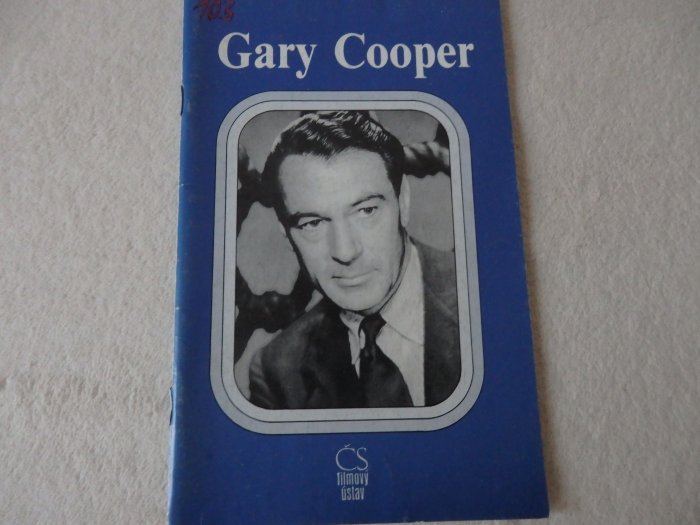 Gary Cooper
ČS
filmový
ústav